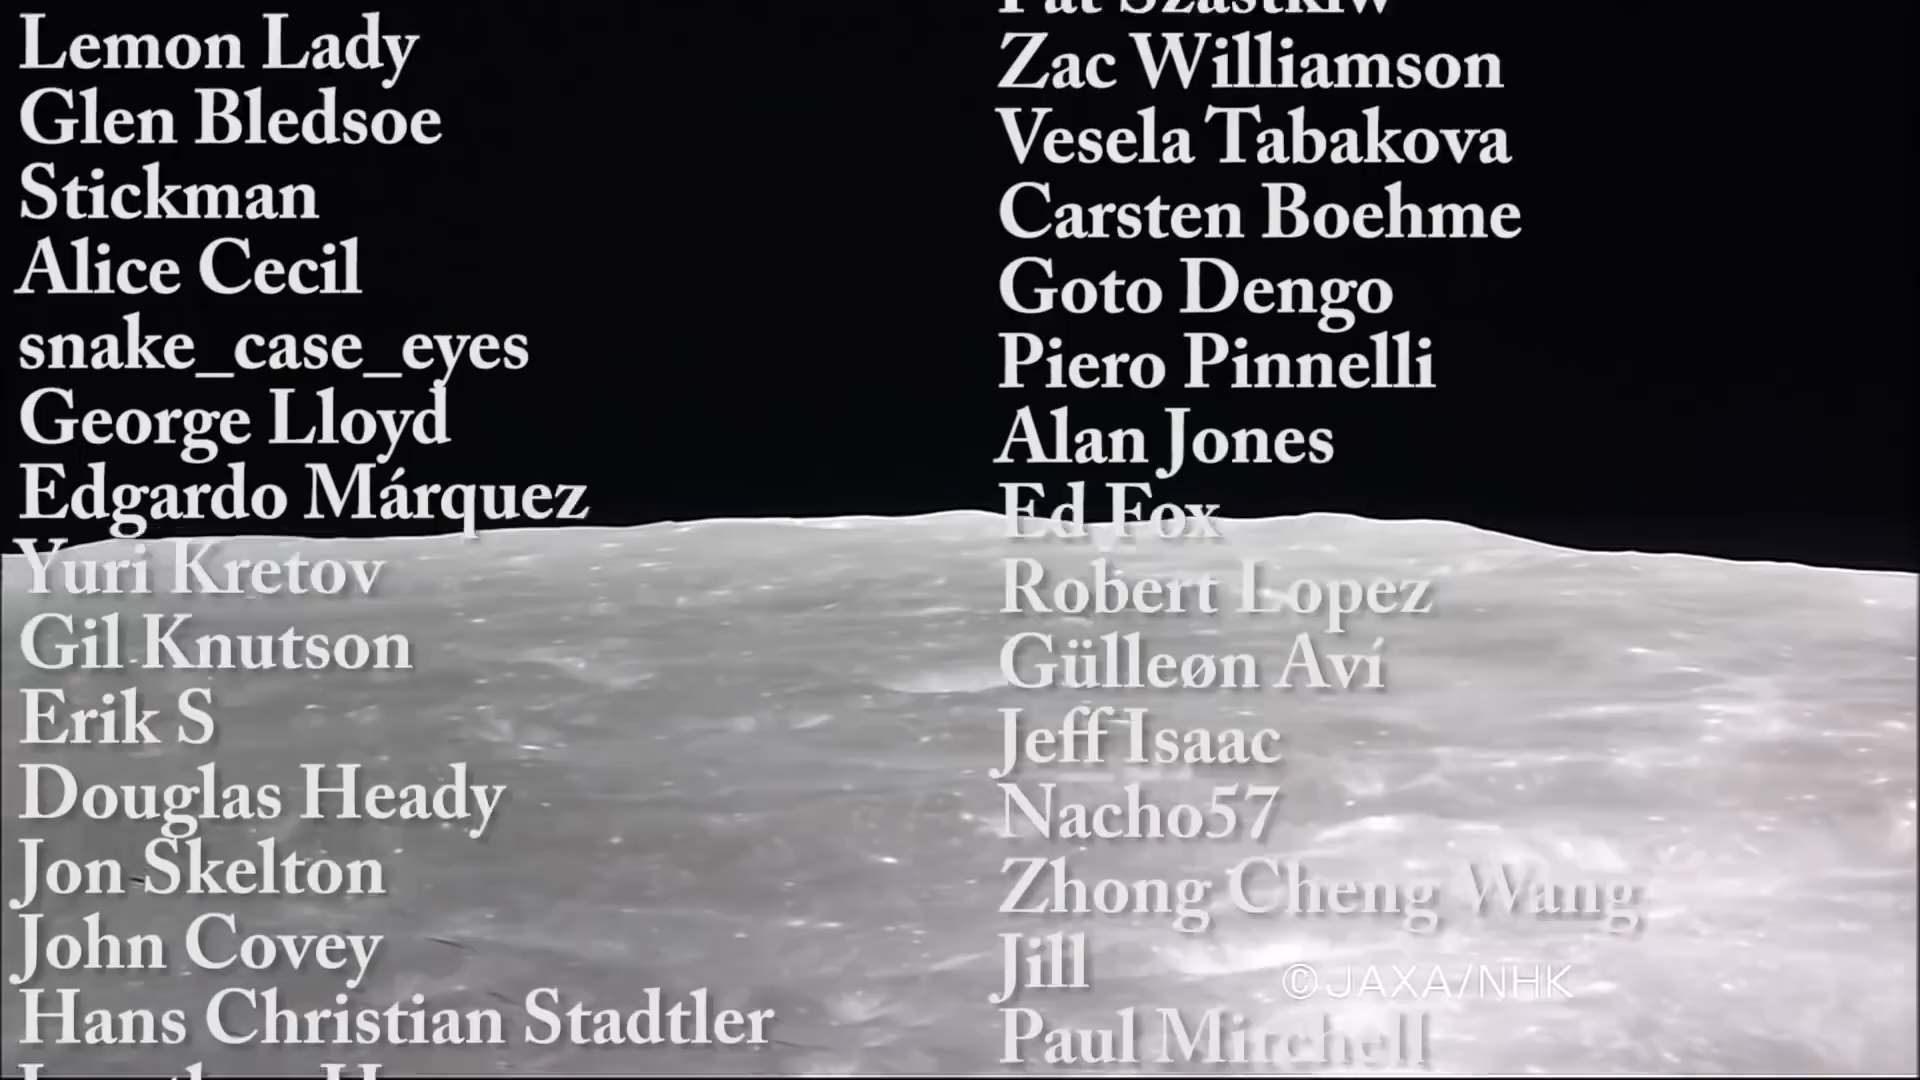 Lemon Lady
Glen Bledsoe
Stickman
Alice Cecil
snake_case_eyes
George Lloyd
Edgardo Márquez
Yuri Kretov
Gil Knutson
Erik S
Douglas Heady
Jon Skelton
John Covey
Hans Christian Stadtler
Zac Williamson
Vesela Tabakova
Carsten Boehme
Goto Dengo
Piero Pinnelli
Alan Jones
Ed Fox
Robert Lopez
Gülleøn Aví
Jeff Isaac
Nacho57
Zhong Cheng Wang
Jill
Paul Mitchell
©JAXA/NHK